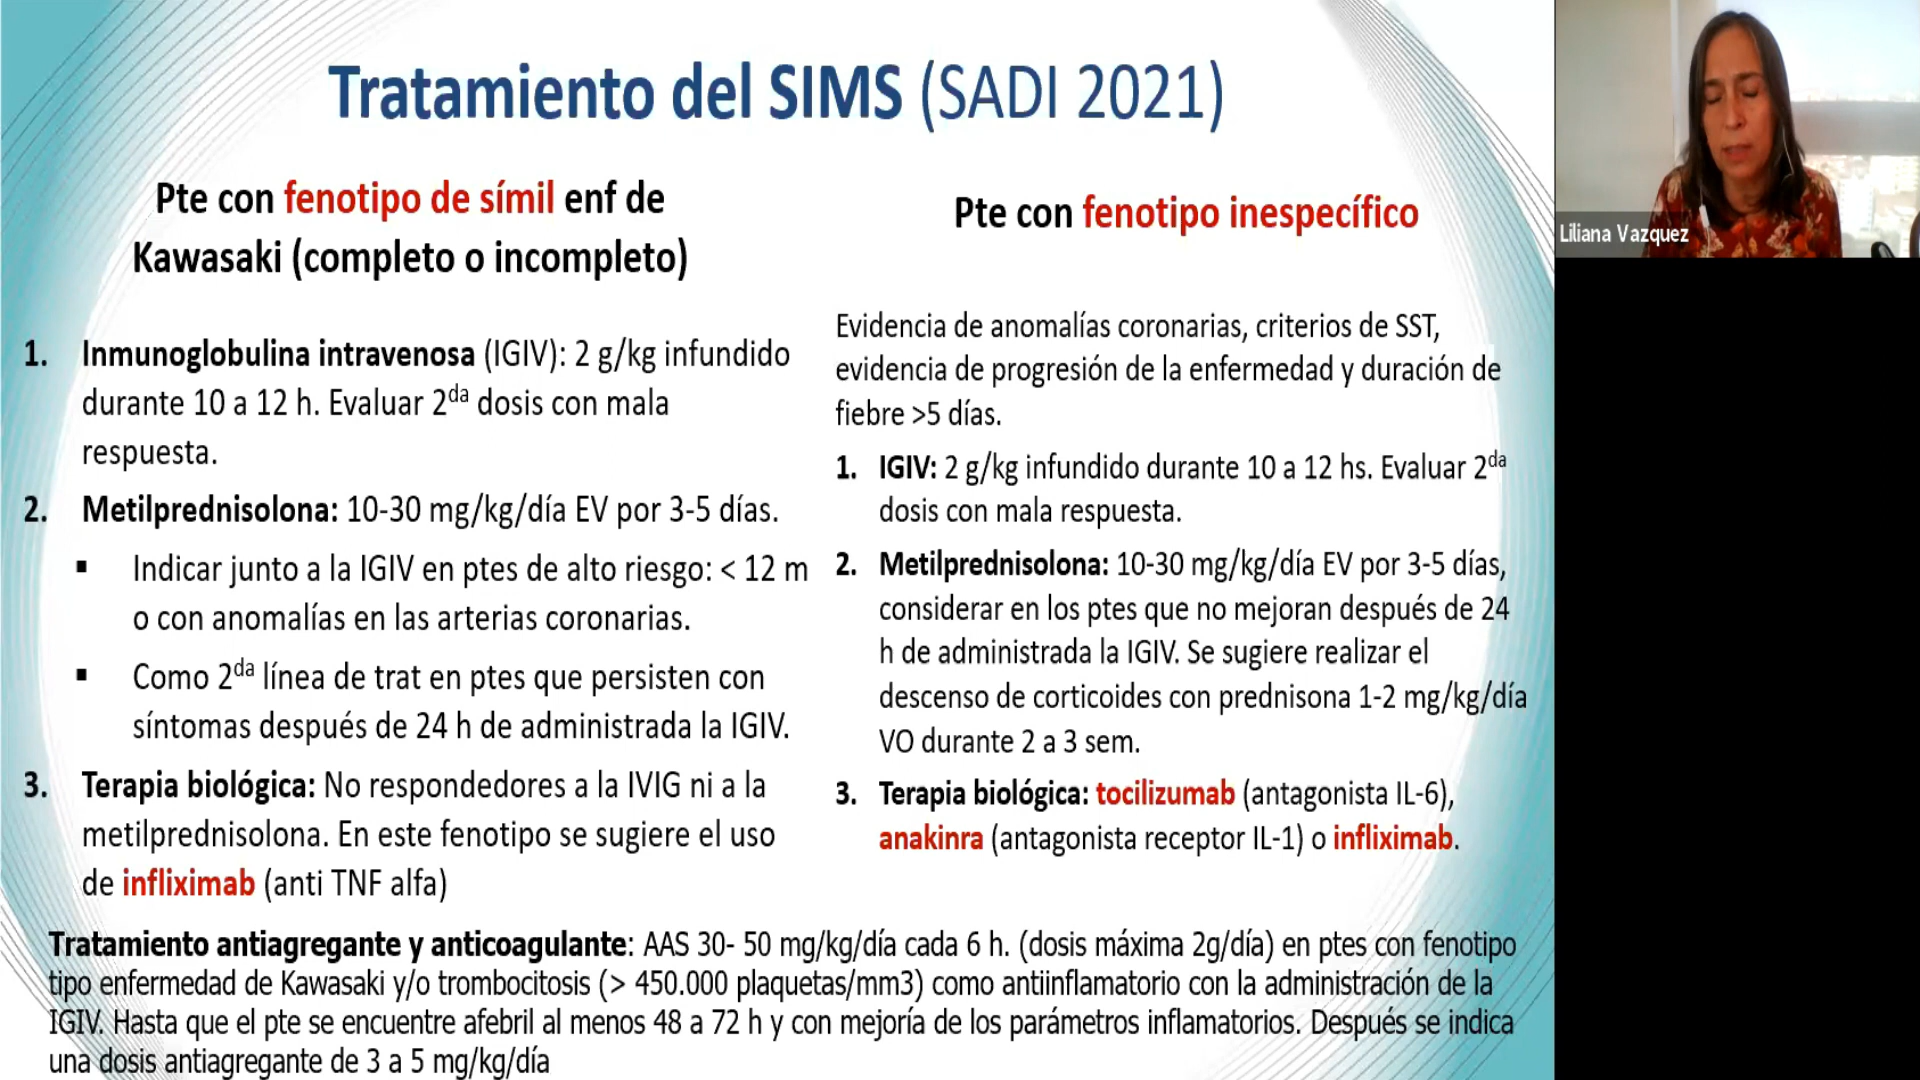 Tratamiento del SIMS (SADI 2021)
Pte con fenotipo de símil enf de
Kawasaki (completo o incompleto)
1. Inmunoglobulina intravenosa (IGIV): 2 g/kg infundido
durante 10 a 12 h. Evaluar 2da dosis con mala
respuesta.
2. Metilprednisolona: 10-30 mg/kg/día EV por 3-5 días.
▪ Indicar junto a la IGIV en ptes de alto riesgo: < 12 m
o con anomalías en las arterias coronarias.
▪ Como 2da línea de trat en ptes que persisten con
síntomas después de 24 h de administrada la IGIV.
3. Terapia biológica: No respondedores a la IVIG ni a la
metilprednisolona. En este fenotipo se sugiere el uso
de infliximab (anti TNF alfa)
Pte con fenotipo inespecífico
Evidencia de anomalías coronarias, criterios de SST,
evidencia de progresión de la enfermedad y duración de
fiebre >5 días.
1. IGIV: 2 g/kg infundido durante 10 a 12 hs. Evaluar 2da
dosis con mala respuesta.
2. Metilprednisolona: 10-30 mg/kg/día EV por 3-5 días,
considerar en los ptes que no mejoran después de 24
h de administrada la IGIV. Se sugiere realizar el
descenso de corticoides con prednisona 1-2 mg/kg/día
VO durante 2 a 3 sem.
3. Terapia biológica: tocilizumab (antagonista IL-6),
anakinra (antagonista receptor IL-1) o infliximab.
Tratamiento antiagregante y anticoagulante: AAS 30- 50 mg/kg/día cada 6 h. (dosis máxima 2g/día) en ptes con fenotipo
tipo enfermedad de Kawasaki y/o trombocitosis (> 450.000 plaquetas/mm3) como antiinflamatorio con la administración de la
IGIV. Hasta que el pte se encuentre afebril al menos 48 a 72 h y con mejoría de los parámetros inflamatorios. Después se indica
una dosis antiagregante de 3 a 5 mg/kg/día
Liliana Vazquez